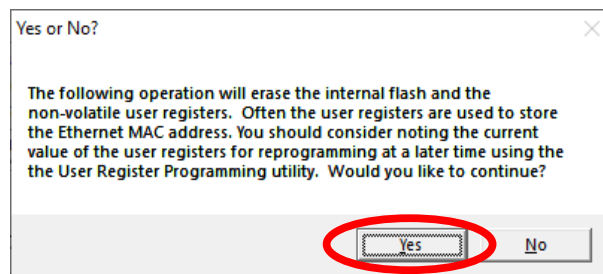 Yes or No?
The following operation will erase the internal flash and the
non-volatile user registers. Often the user registers are used to store
the Ethernet MAC address. You should consider noting the current
value of the user registers for reprogramming at a later time using the
the User Register Programming utility. Would you like to continue?
Yes No